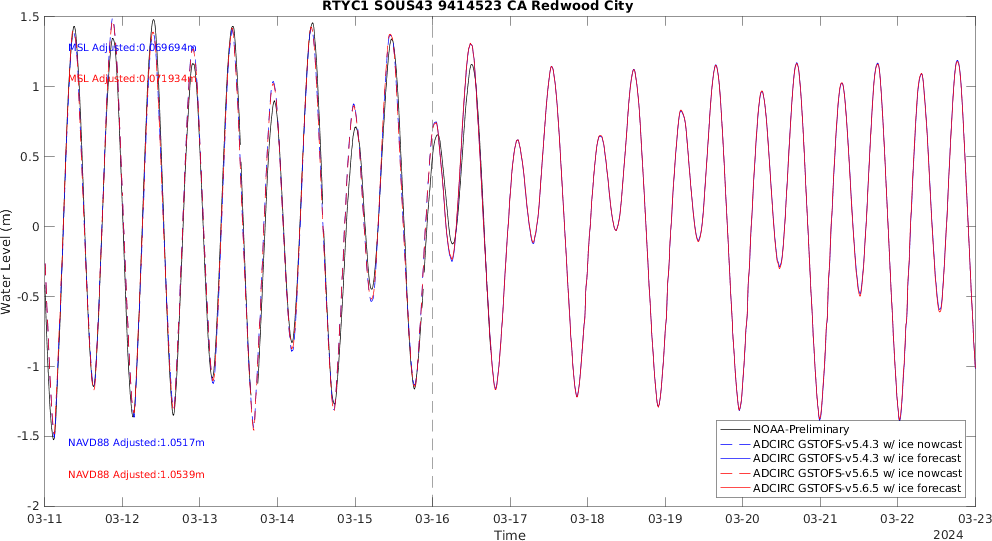 RTYC1 SOUS43 9414523 CA Redwood City
1.5
1
0.5
0
-0.5
-1
-1.5
-2
Water Level (m)
MSL Adjusted:0.069694m
MSL Adjusted:0.071934m
NAVD88 Adjusted:1.0517m
NAVD88 Adjusted:1.0539m
NOAA-Preliminary
ADCIRC GSTOFS-v5.4.3 w/ ice nowcast
ADCIRC GSTOFS-v5.4.3 w/ ice forecast
ADCIRC GSTOFS-v5.6.5 w/ ice nowcast
ADCIRC GSTOFS-v5.6.5 w/ ice forecast
03-11 03-12 03-13 03-14 03-15 03-16 03-17 03-18 03-19 03-20 03-21 03-22 03-23
Time
2024